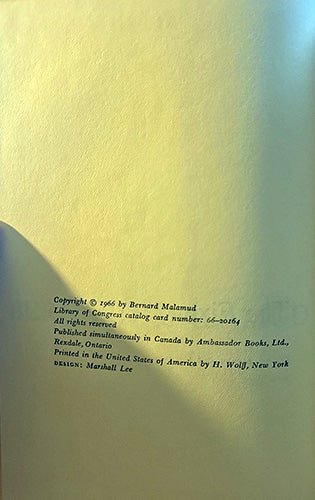 Copyright © 1966 by Bernard Malamud
Library of Congress catalog card number: 66-20164
All rights reserved
Published simultaneously in Canada by Ambassador Books, Ltd.,
Rexdale, Ontario
Printed in the United States of America by H. Wolff, New York
DESIGN: Marshall Lee